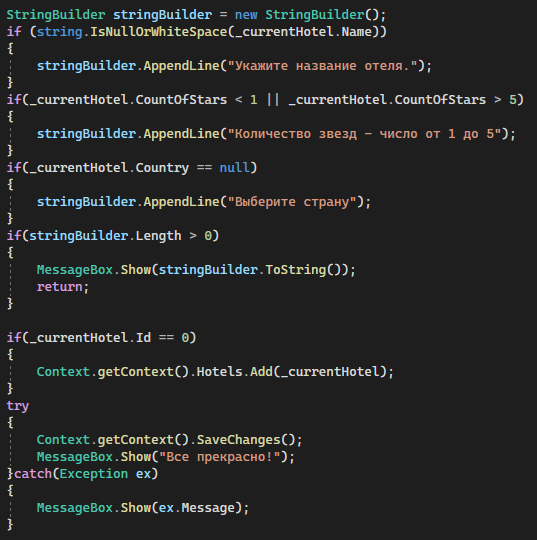 StringBuilder stringBuilder = new StringBuilder();
if (string.IsNullOrWhiteSpace(_currentHotel.Name))
{
    stringBuilder.AppendLine("Укажите название отеля.");
}
if(_currentHotel.CountOfStars < 1 || _currentHotel.CountOfStars > 5)
{
    stringBuilder.AppendLine("Количество звезд - число от 1 до 5");
}
if(_currentHotel.Country == null)
{
    stringBuilder.AppendLine("Выберите страну");
}
if(stringBuilder.Length > 0)
{
    MessageBox.Show(stringBuilder.ToString());
    return;
}

if(_currentHotel.Id == 0)
{
    Context.getContext().Hotels.Add(_currentHotel);
}
try
{
    Context.getContext().SaveChanges();
    MessageBox.Show("Все прекрасно!");
}catch(Exception ex)
{
    MessageBox.Show(ex.Message);
}